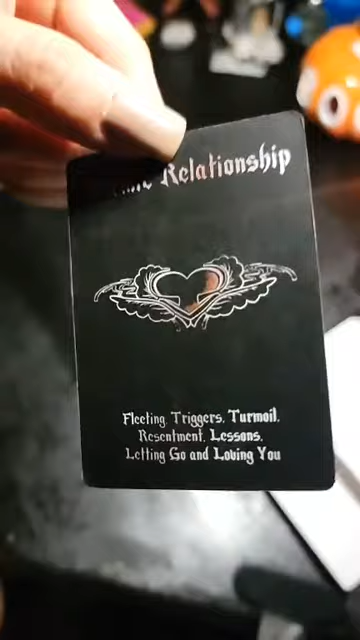 Relationship
Fleeting. Triggers. Turmoil.
Resentment. Lessons.
Letting Go and Loving You